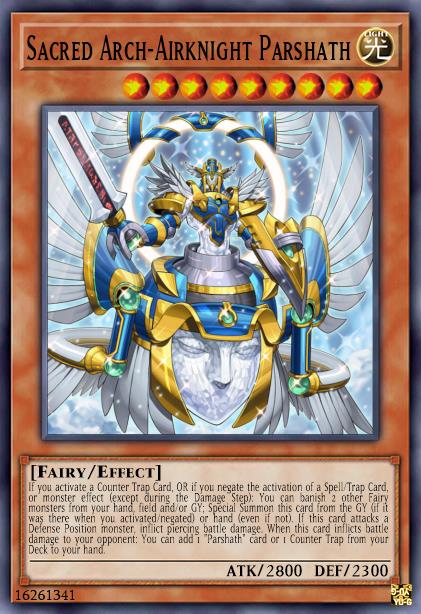 Sacred Arch-Airknight Parshath
LIGHT
光
[Fairy/Effect]
If you activate a Counter Trap Card, OR if you negate the activation of a Spell/Trap Card,
or monster effect (except during the Damage Step): You can banish 2 other Fairy
monsters from your hand, field and/or GY; Special Summon this card from the GY (if it
was there when you activated/negated) or hand (even if not). If this card attacks a
Defense Position monster, inflict piercing battle damage. When this card inflicts battle
damage to your opponent: You can add 1 "Parshath" card or 1 Counter Trap from your
Deck to your hand.
ATK/2800 DEF/2300
16261341